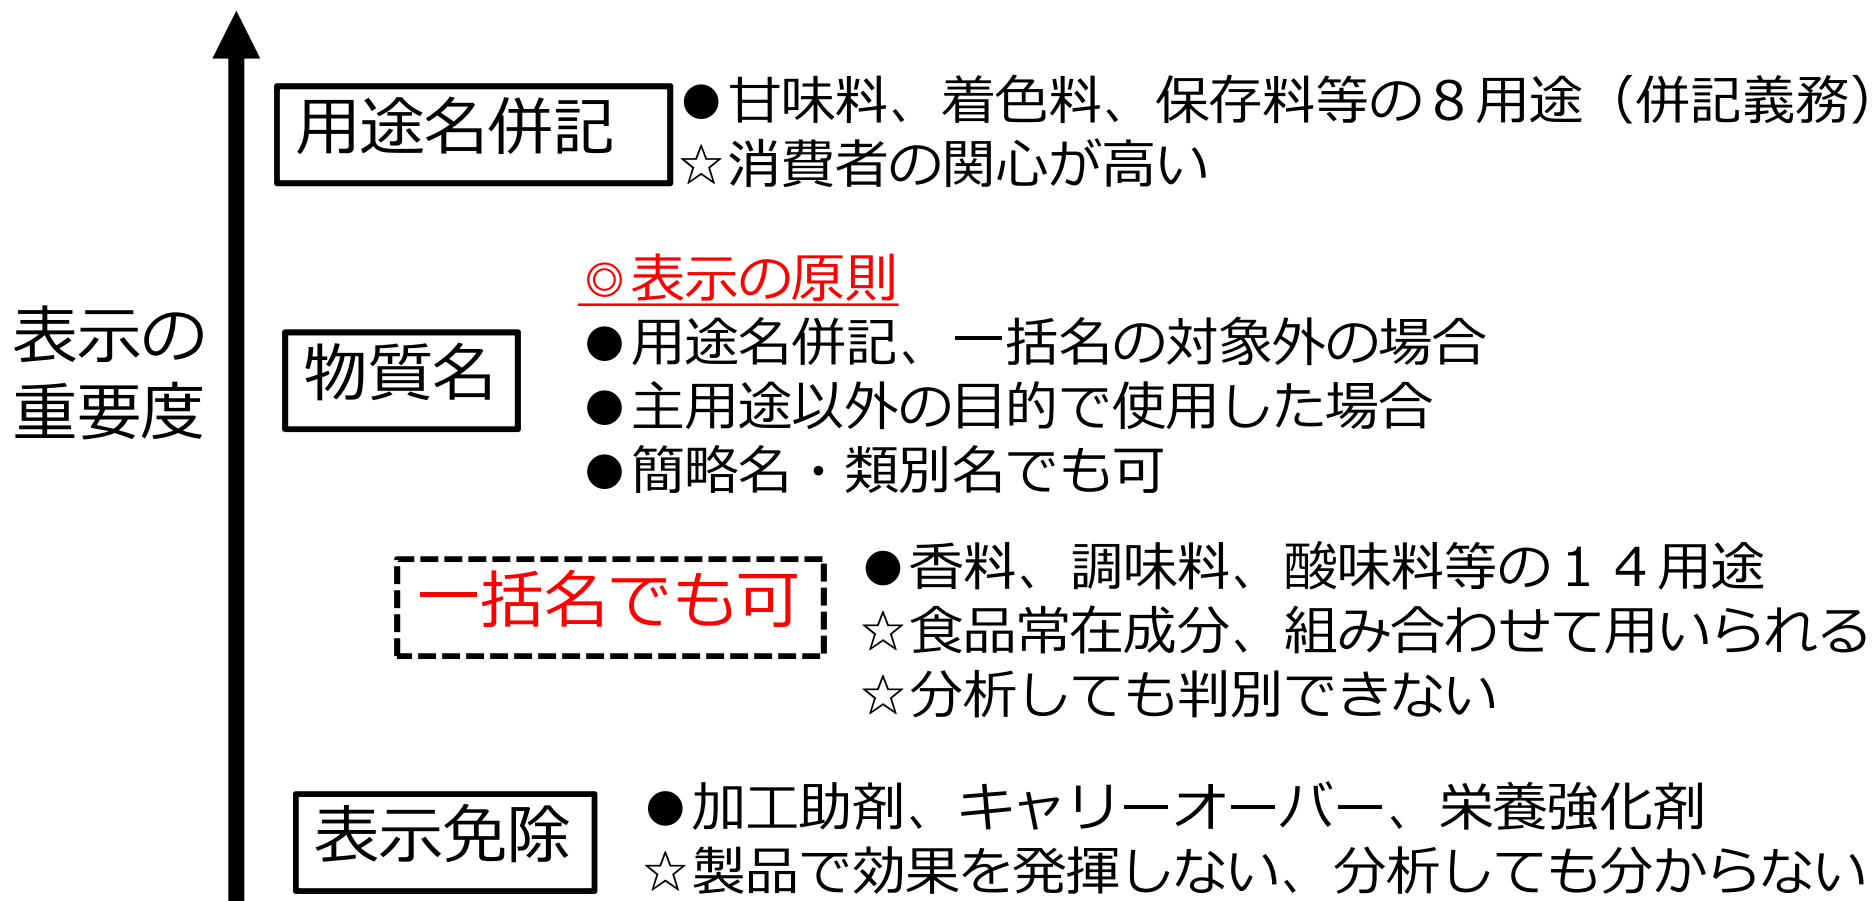 用途名併記
●甘味料、着色料、保存料等の８用途（併記義務）
☆消費者の関心が高い
表示の
重要度
物質名
◎表示の原則
●用途名併記、一括名の対象外の場合
●主用途以外の目的で使用した場合
●簡略名・類別名でも可
一括名でも可
●香料、調味料、酸味料等の１４用途
☆食品常在成分、組み合わせて用いられる
☆分析しても判別できない
表示免除
●加工助剤、キャリーオーバー、栄養強化剤
☆製品で効果を発揮しない、分析しても分からない